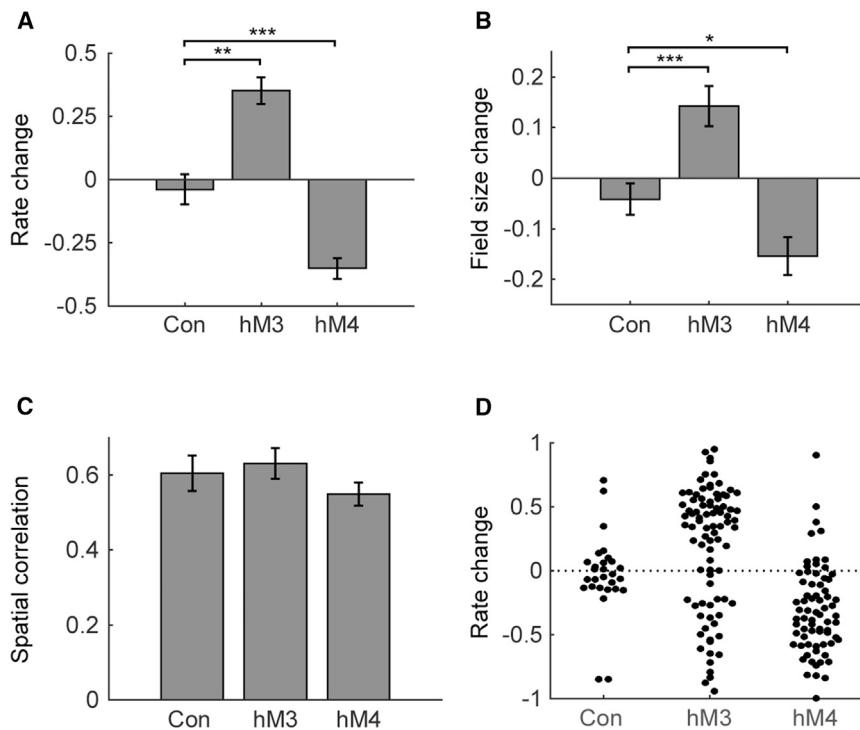 A
***
**
Rate change
0.5
0.25
0
-0.25
-0.5
Con hM3 hM4
B
*
***
Field size change
0.2
0.1
0
-0.1
-0.2
Con hM3 hM4
C
Spatial correlation
0.6
0.4
0.2
0
Con hM3 hM4
D
Rate change
1
0.5
0
-0.5
-1
Con hM3 hM4